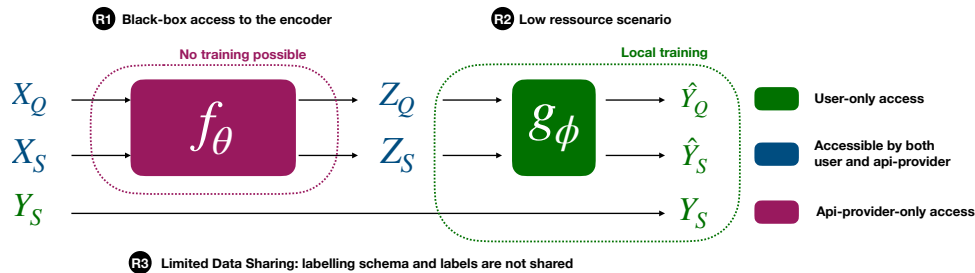 R1 Black-box access to the encoder
R2 Low ressource scenario
No training possible
Local training
X_Q
Z_Q
Ŷ_Q
f_θ
g_ϕ
X_S
Z_S
Ŷ_S
Y_S
Y_S
User-only access
Accessible by both
user and api-provider
Api-provider-only access
R3 Limited Data Sharing: labelling schema and labels are not shared